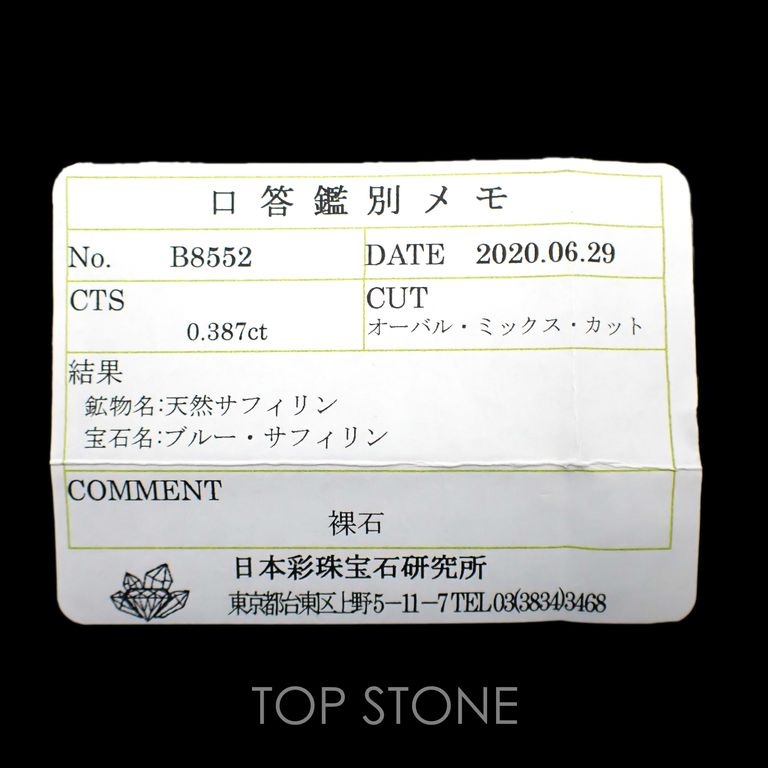 口答鑑別メモ
No. B8552 DATE 2020.06.29
CTS CUT
0.387ct オーバル・ミックス・カット
結果
鉱物名:天然サフィリン
宝石名:ブルー・サフィリン
COMMENT
裸石
日本彩珠宝石研究所
東京都台東区上野5-11-7 TEL 03(3834)3468
TOP STONE